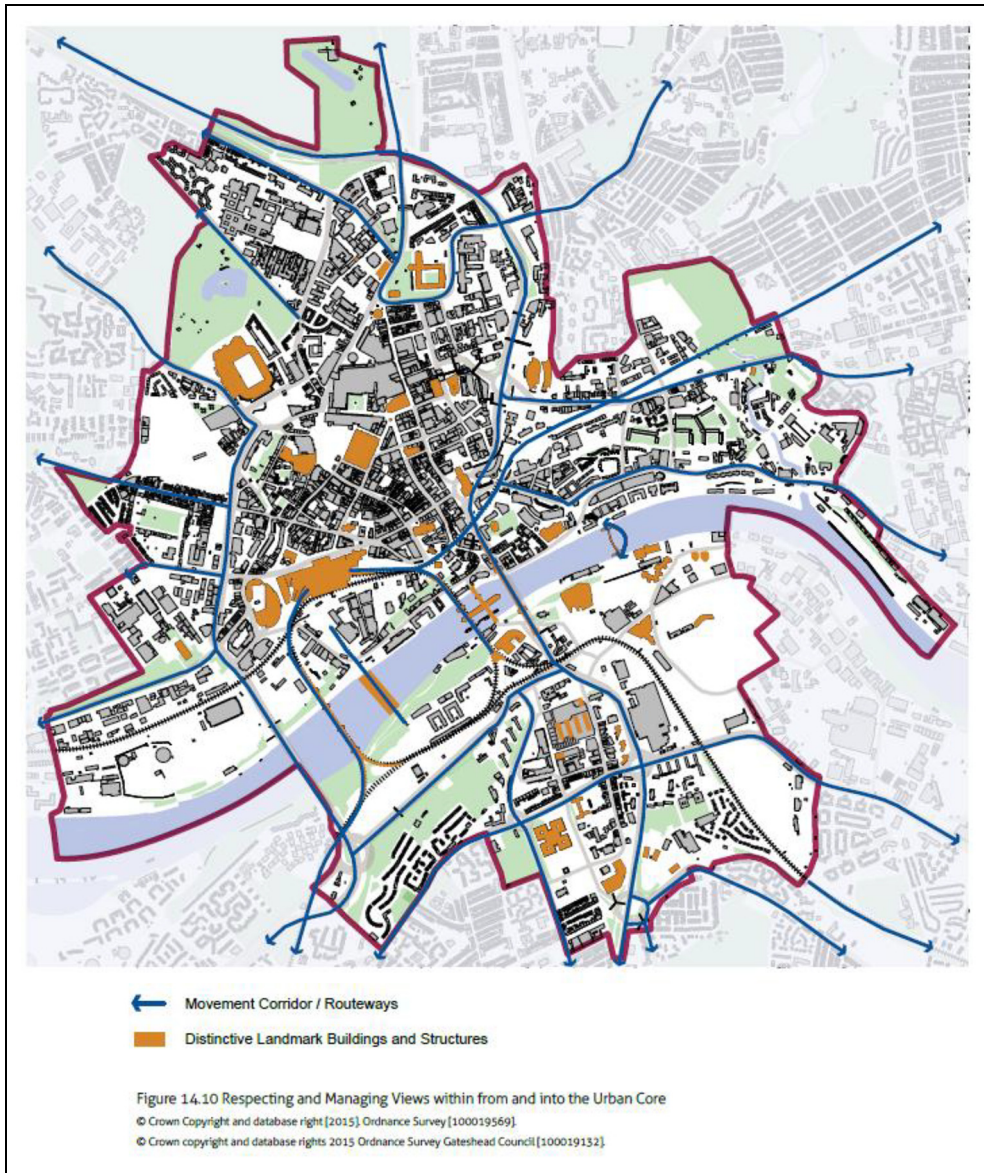 Movement Corridor / Routeways
Distinctive Landmark Buildings and Structures
Figure 14.10 Respecting and Managing Views within from and into the Urban Core
© Crown Copyright and database right [2015]. Ordnance Survey [100019569].
© Crown copyright and database rights 2015 Ordnance Survey Gateshead Council [100019132].